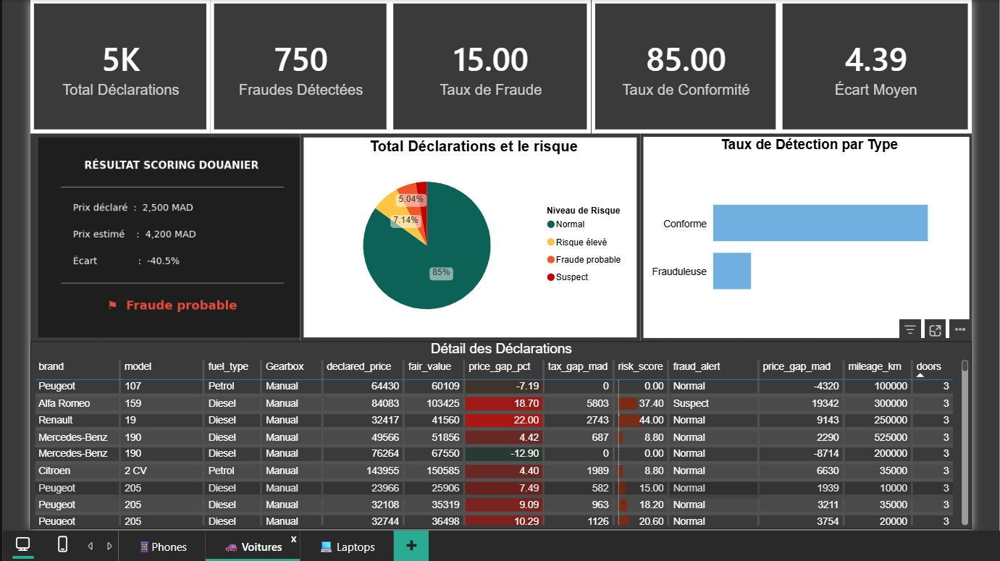 5K
Total Déclarations
750
Fraudes Détectées
15.00
Taux de Fraude
85.00
Taux de Conformité
4.39
Écart Moyen
RÉSULTAT SCORING DOUANIER
Prix déclaré : 2,500 MAD
Prix estimé : 4,200 MAD
Écart : -40.5%
Fraude probable
Total Déclarations et le risque
5.04%
7.14%
85%
Niveau de Risque
Normal
Risque élevé
Fraude probable
Suspect
Taux de Détection par Type
Conforme
Frauduleuse
Détail des Déclarations
brand model fuel_type Gearbox declared_price fair_value price_gap_pct tax_gap_mad risk_score fraud_alert price_gap_mad mileage_km doors
Peugeot 107 Petrol Manual 64430 60109 -7.19 0 0.00 Normal -4320 100000 3
Alfa Romeo 159 Diesel Manual 84083 103425 18.70 5803 37.40 Suspect 19342 300000 3
Renault 19 Diesel Manual 32417 41560 22.00 2743 44.00 Normal 9143 250000 3
Mercedes-Benz 190 Diesel Manual 49566 51856 4.42 687 8.80 Normal 2290 525000 3
Mercedes-Benz 190 Diesel Manual 76264 67550 -12.90 0 0.00 Normal -8714 200000 3
Citroen 2 CV Petrol Manual 143955 150585 4.40 1989 8.80 Normal 6630 35000 3
Peugeot 205 Diesel Manual 23966 25906 7.49 582 15.00 Normal 1939 10000 3
Peugeot 205 Diesel Manual 32108 35319 9.09 963 18.20 Normal 3211 35000 3
Peugeot 205 Diesel Manual 32744 36498 10.29 1126 20.60 Normal 3754 20000 3
Phones
Voitures x
Laptops
+